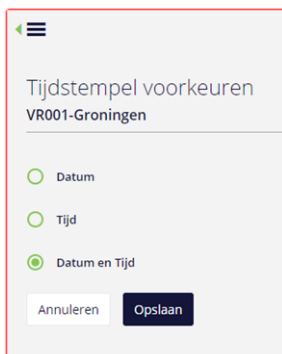 Tijdstempel voorkeuren
VR001-Groningen
Datum
Tijd
Datum en Tijd
Annuleren Opslaan